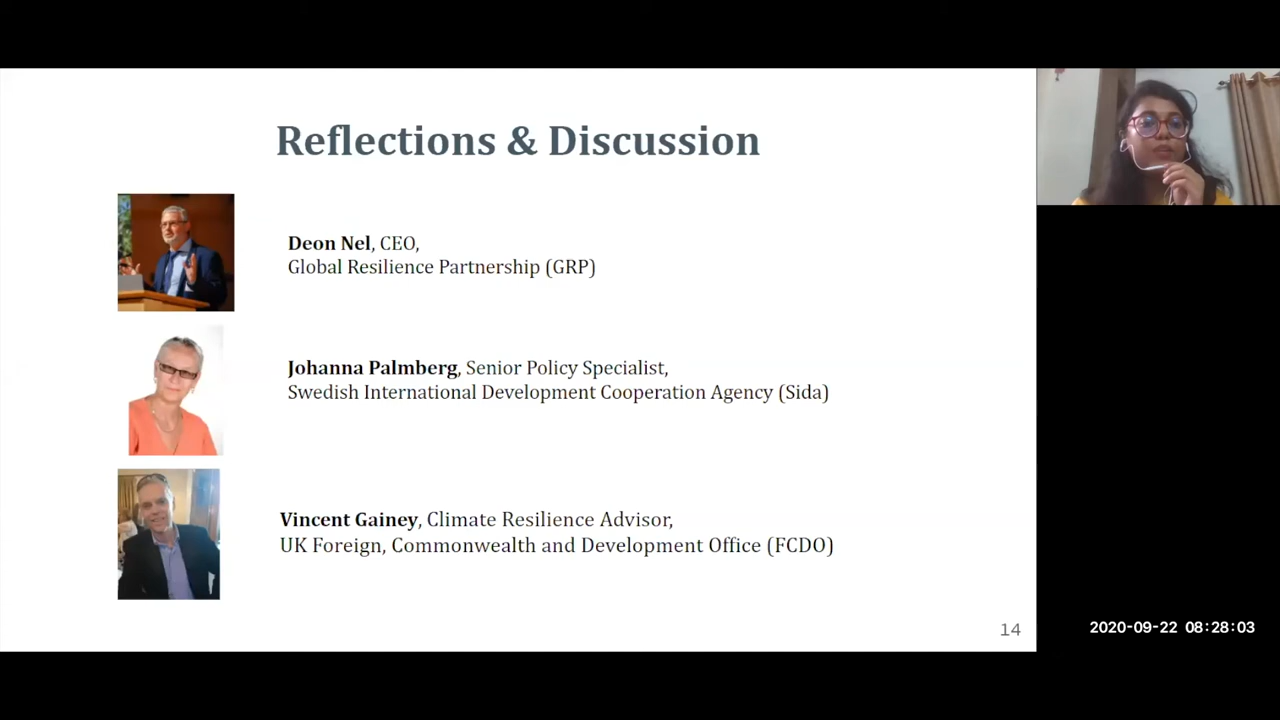 Reflections & Discussion
Deon Nel, CEO,
Global Resilience Partnership (GRP)
Johanna Palmberg, Senior Policy Specialist,
Swedish International Development Cooperation Agency (Sida)
Vincent Gainey, Climate Resilience Advisor,
UK Foreign, Commonwealth and Development Office (FCDO)
14
2020-09-22 08:28:03